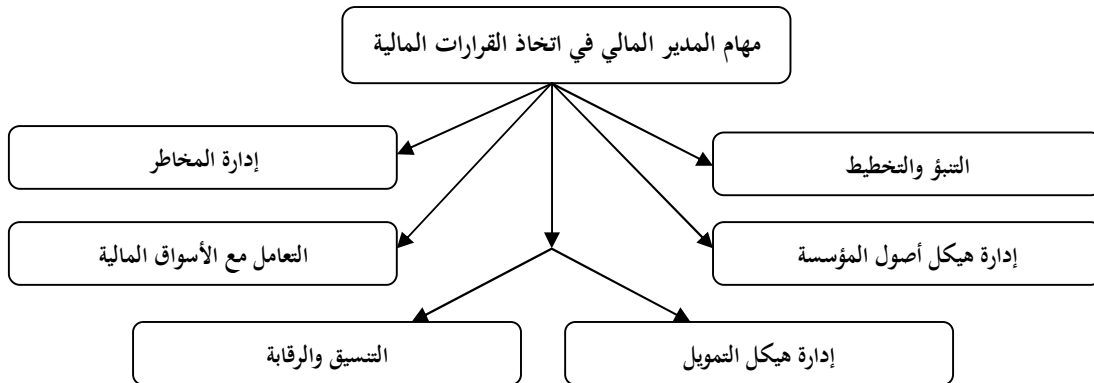 مهام المدير المالي في اتخاذ القرارات المالية
التنبؤ والتخطيط
إدارة المخاطر
إدارة هيكل أصول المؤسسة
التعامل مع الأسواق المالية
إدارة هيكل التمويل
التنسيق والرقابة